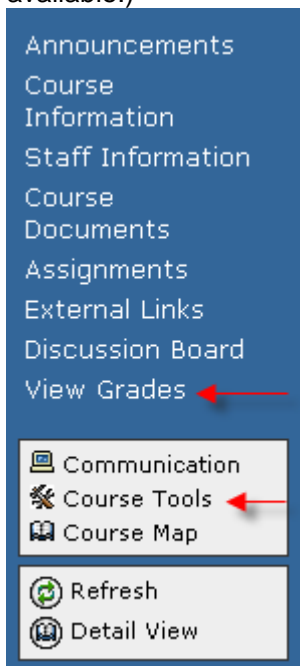 available.)
Announcements
Course
Information
Staff Information
Course
Documents
Assignments
External Links
Discussion Board
View Grades
Communication
Course Tools
Course Map
Refresh
Detail View